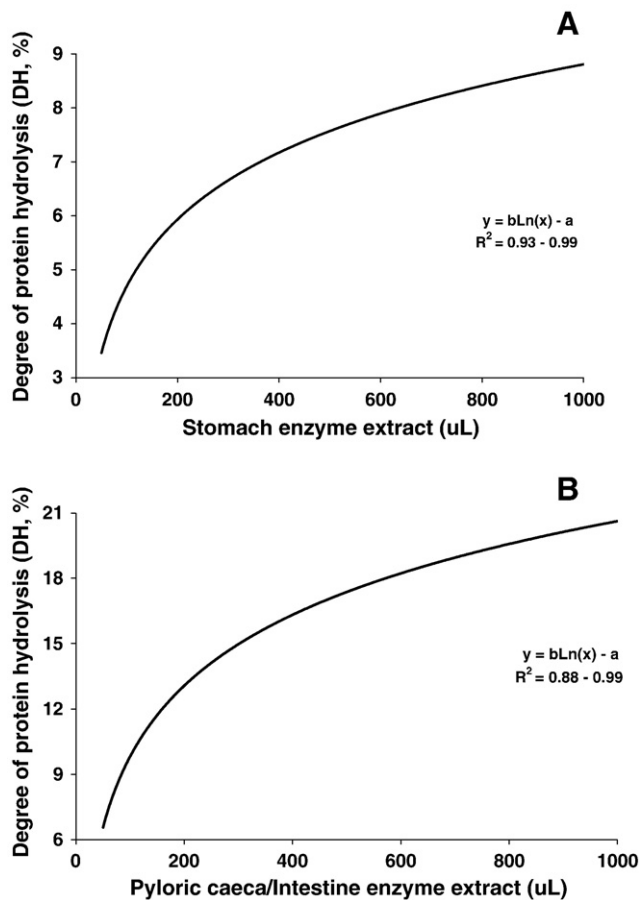 A
Degree of protein hydrolysis (DH, %)
9
8
7
6
5
4
3
y = bLn(x) - a
R² = 0.93 - 0.99
0 200 400 600 800 1000
Stomach enzyme extract (uL)
B
Degree of protein hydrolysis (DH, %)
21
18
15
12
9
6
y = bLn(x) - a
R² = 0.88 - 0.99
0 200 400 600 800 1000
Pyloric caeca/Intestine enzyme extract (uL)